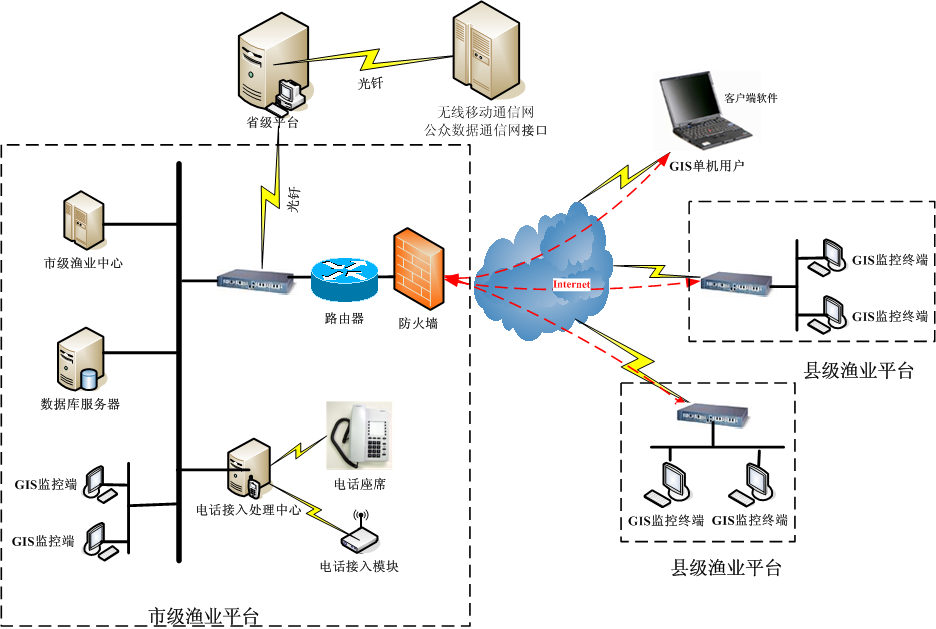 光钎
省级平台
无线移动通信网
公众数据通信网接口
客户端软件
GIS单机用户
光钎
市级渔业中心
路由器
防火墙
Internet
GIS监控终端
GIS监控终端
县级渔业平台
数据库服务器
GIS监控端
GIS监控端
电话接入处理中心
电话座席
电话接入模块
GIS监控终端
GIS监控终端
县级渔业平台
市级渔业平台